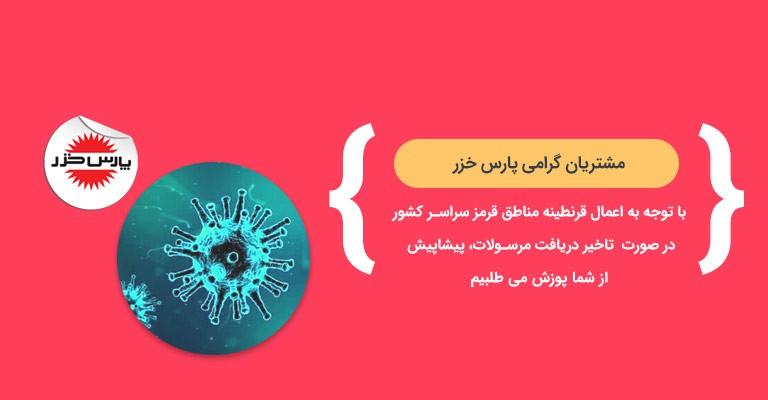 مشتریان گرامی پارس خزر
با توجه به اعمال قرنطینه مناطق قرمز سراسر کشور
در صورت تاخیر دریافت مرسولات، پیشاپیش
از شما پوزش می طلبیم
پارس خزر